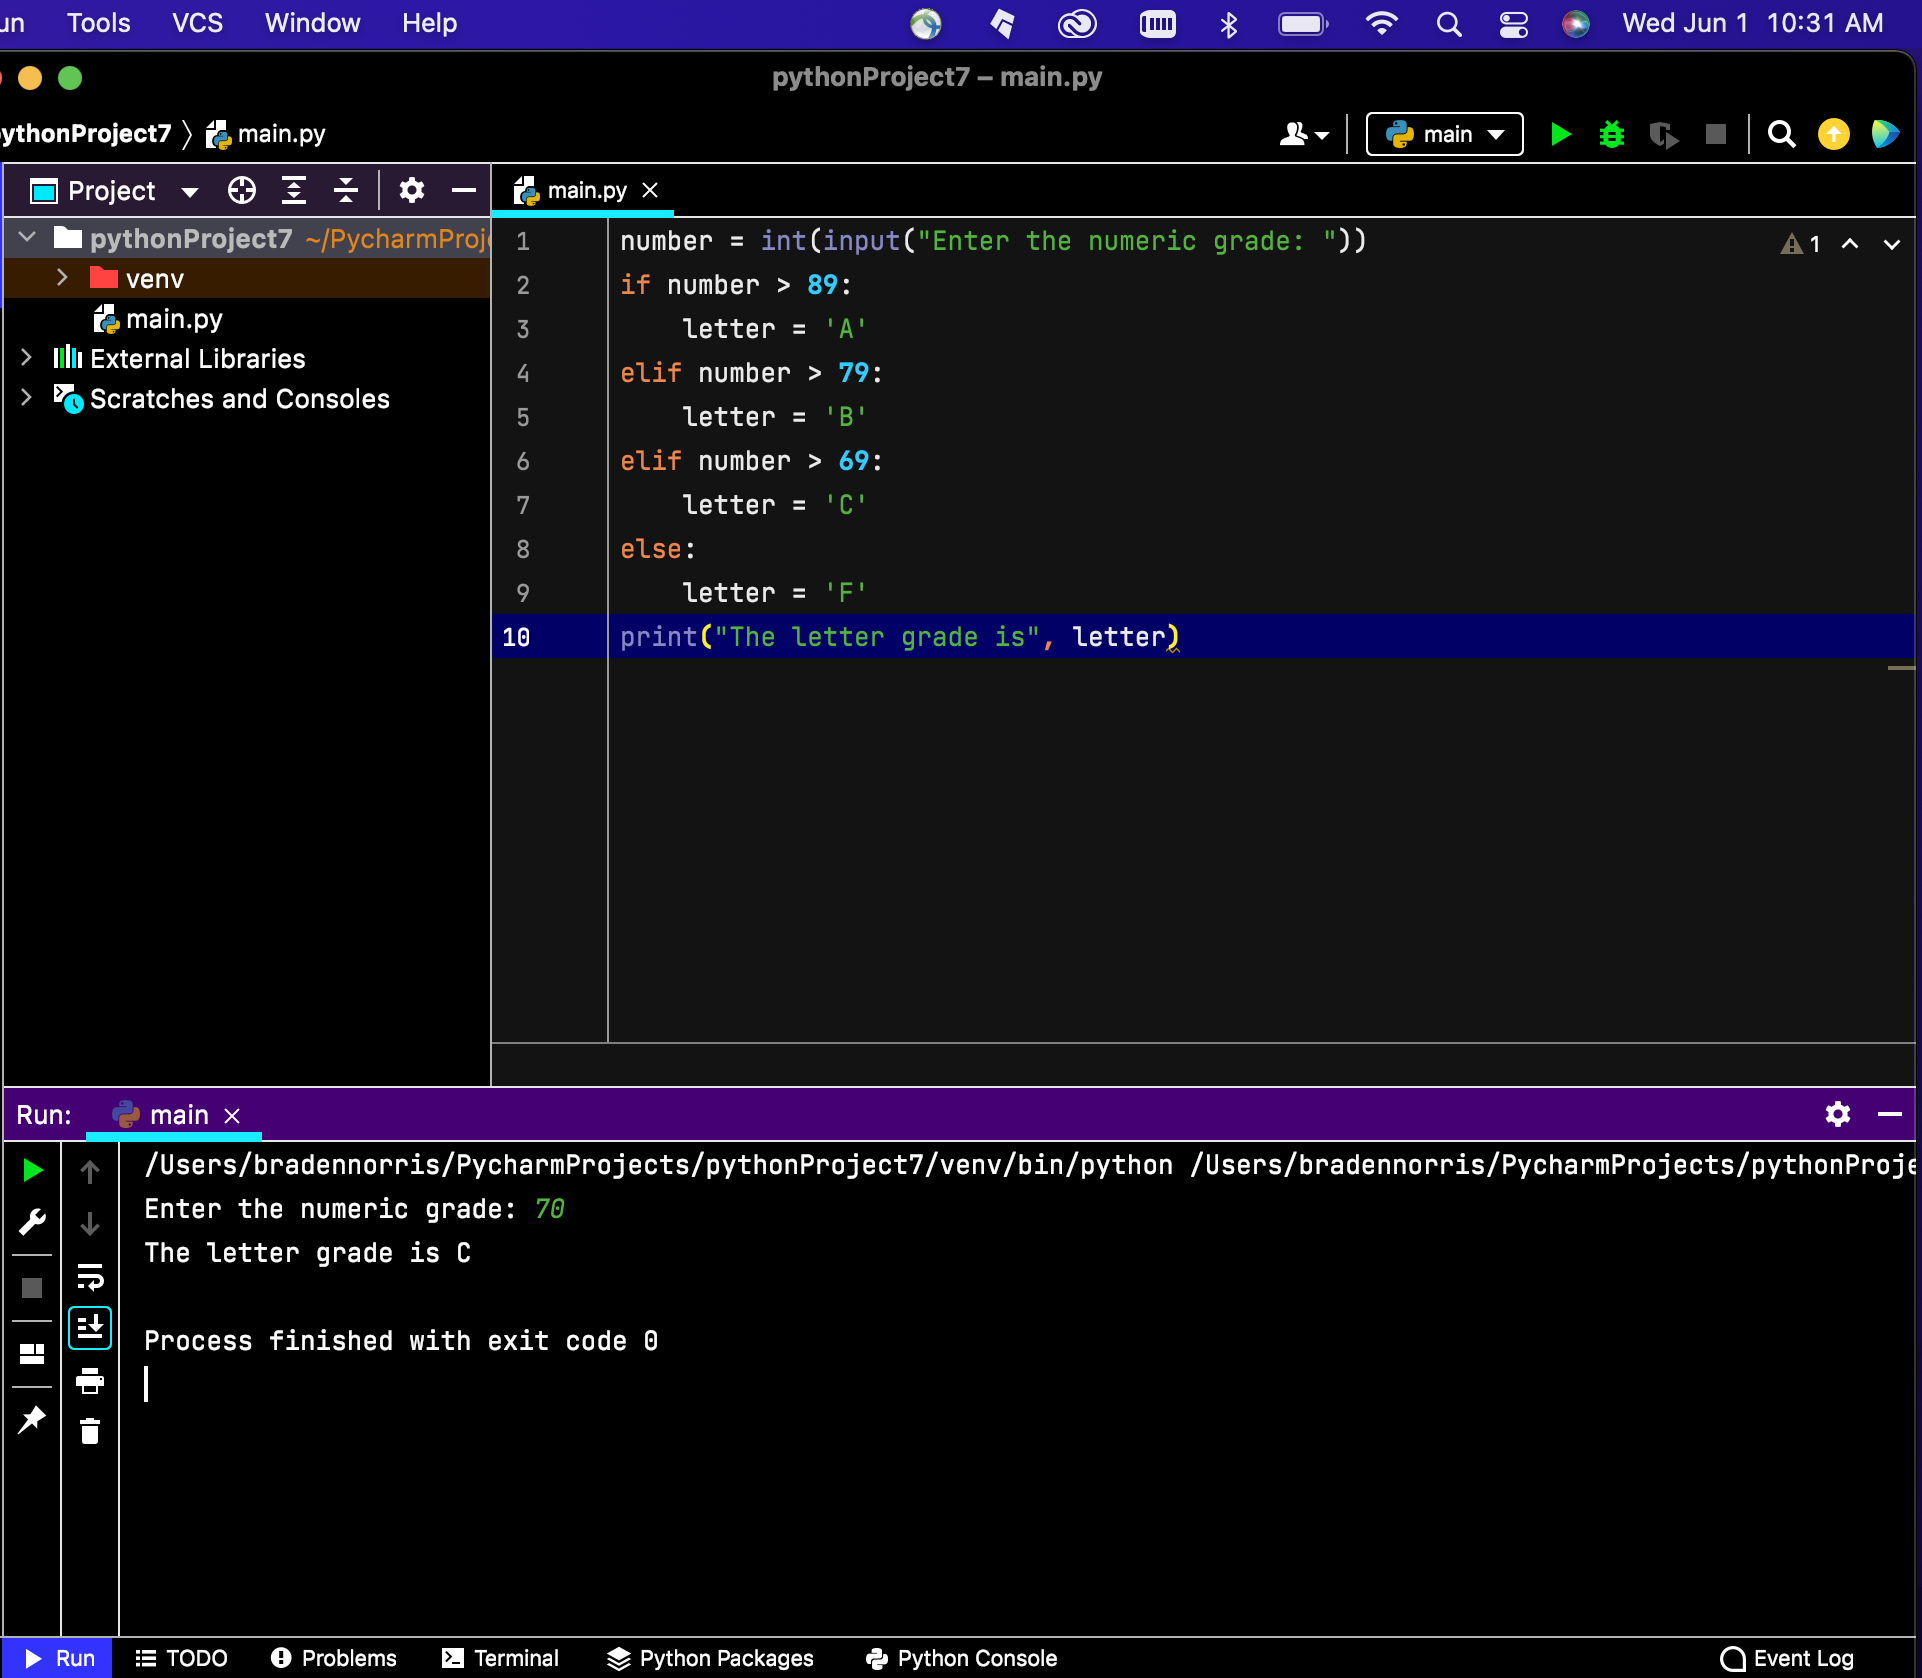 un Tools VCS Window Help Wed Jun 1 10:31 AM
pythonProject7 – main.py
ythonProject7 main.py main
Project main.py
pythonProject7 ~/PycharmProj
venv
main.py
External Libraries
Scratches and Consoles
1 number = int(input("Enter the numeric grade: "))
2 if number > 89:
3     letter = 'A'
4 elif number > 79:
5     letter = 'B'
6 elif number > 69:
7     letter = 'C'
8 else:
9     letter = 'F'
10 print("The letter grade is", letter)
1
Run: main
/Users/bradennorris/PycharmProjects/pythonProject7/venv/bin/python /Users/bradennorris/PycharmProjects/pythonProje
Enter the numeric grade: 70
The letter grade is C
Process finished with exit code 0
Run TODO Problems Terminal Python Packages Python Console Event Log